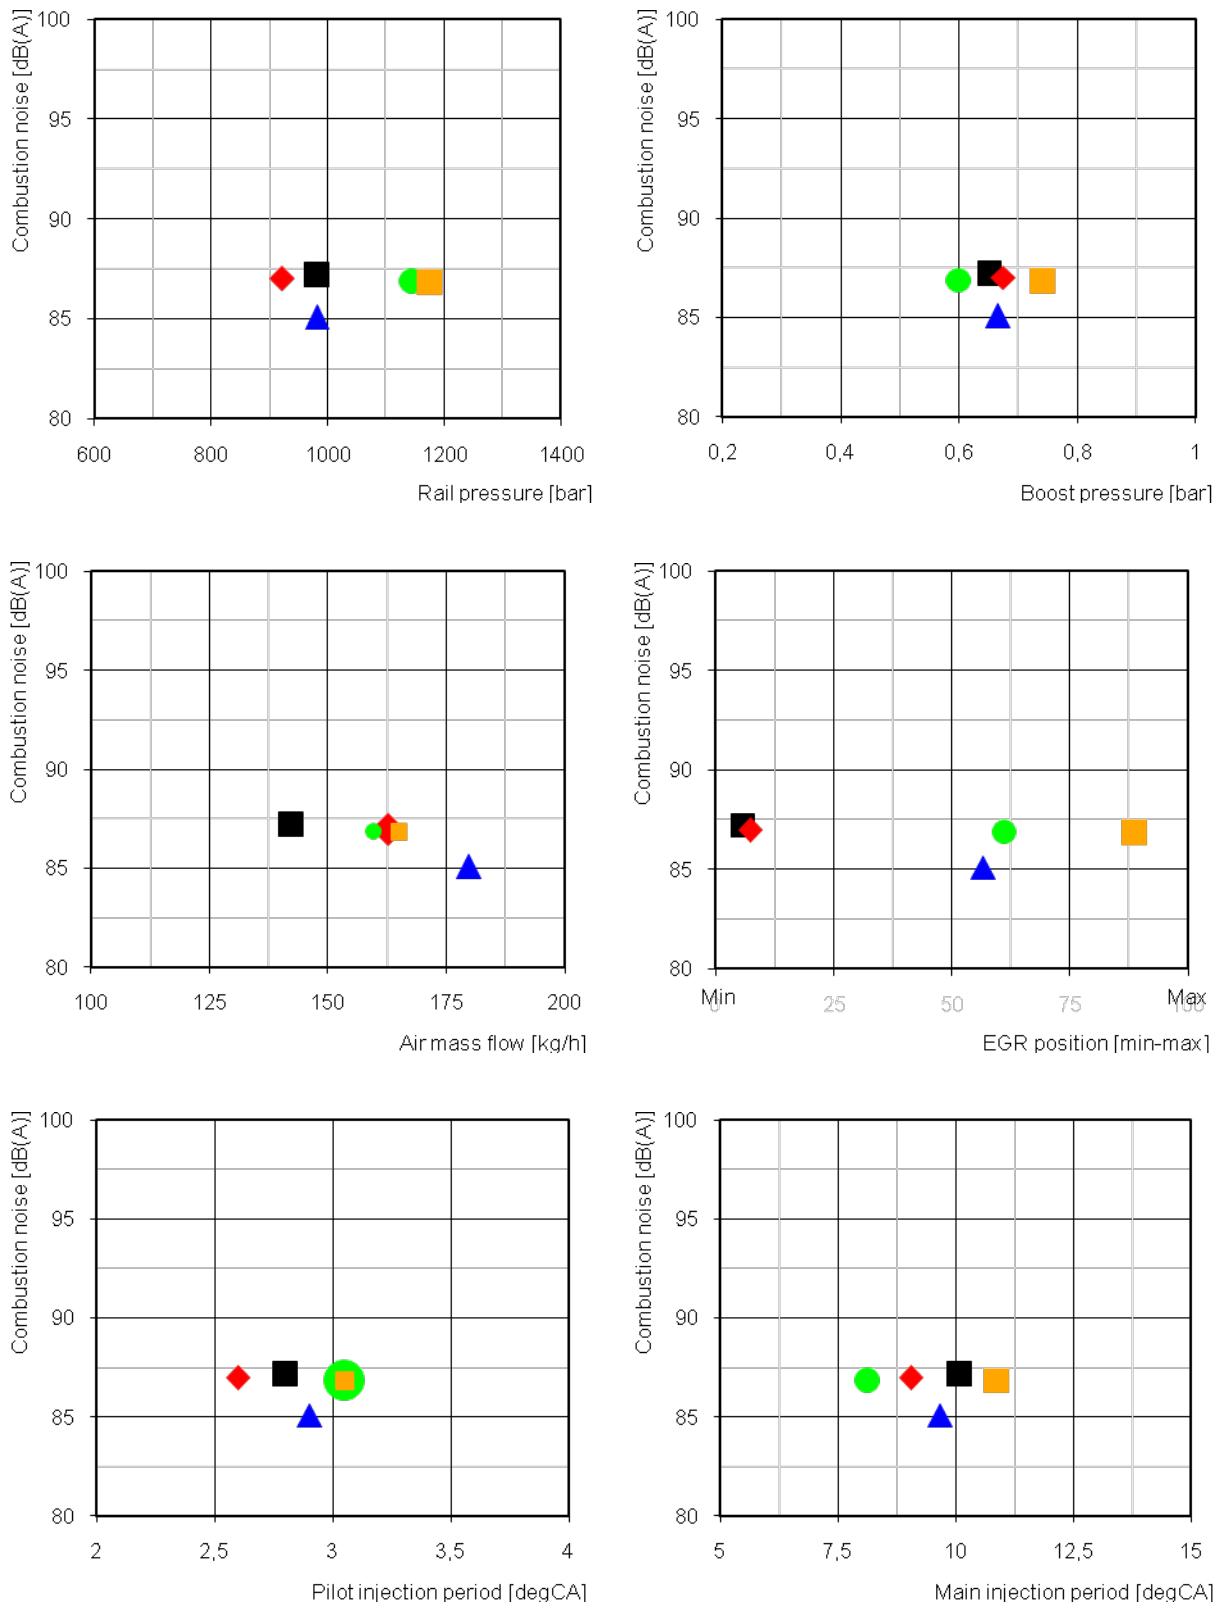 Combustion noise [dB(A)]
100
95
90
85
80
600 800 1000 1200 1400
Rail pressure [bar]
Combustion noise [dB(A)]
100
95
90
85
80
0,2 0,4 0,6 0,8 1
Boost pressure [bar]
Combustion noise [dB(A)]
100
95
90
85
80
100 125 150 175 200
Air mass flow [kg/h]
Combustion noise [dB(A)]
100
95
90
85
80
Min Max
0 25 50 75 100
EGR position [min-max]
Combustion noise [dB(A)]
100
95
90
85
80
2 2,5 3 3,5 4
Pilot injection period [degCA]
Combustion noise [dB(A)]
100
95
90
85
80
5 7,5 10 12,5 15
Main injection period [degCA]